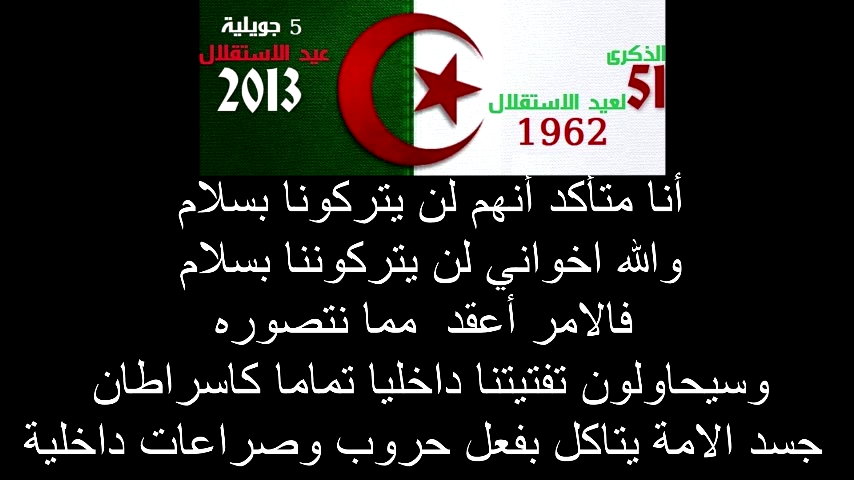 5 جويلية
عيد الاستقلال
2013
الذكرى
51
لعيد الاستقلال
1962
أنا متأكد أنهم لن يتركونا بسلام
والله اخواني لن يتركوننا بسلام
فالامر أعقد مما نتصوره
وسيحاولون تفتيتنا داخليا تماما كاسراطان
جسد الامة يتاكل بفعل حروب وصراعات داخلية